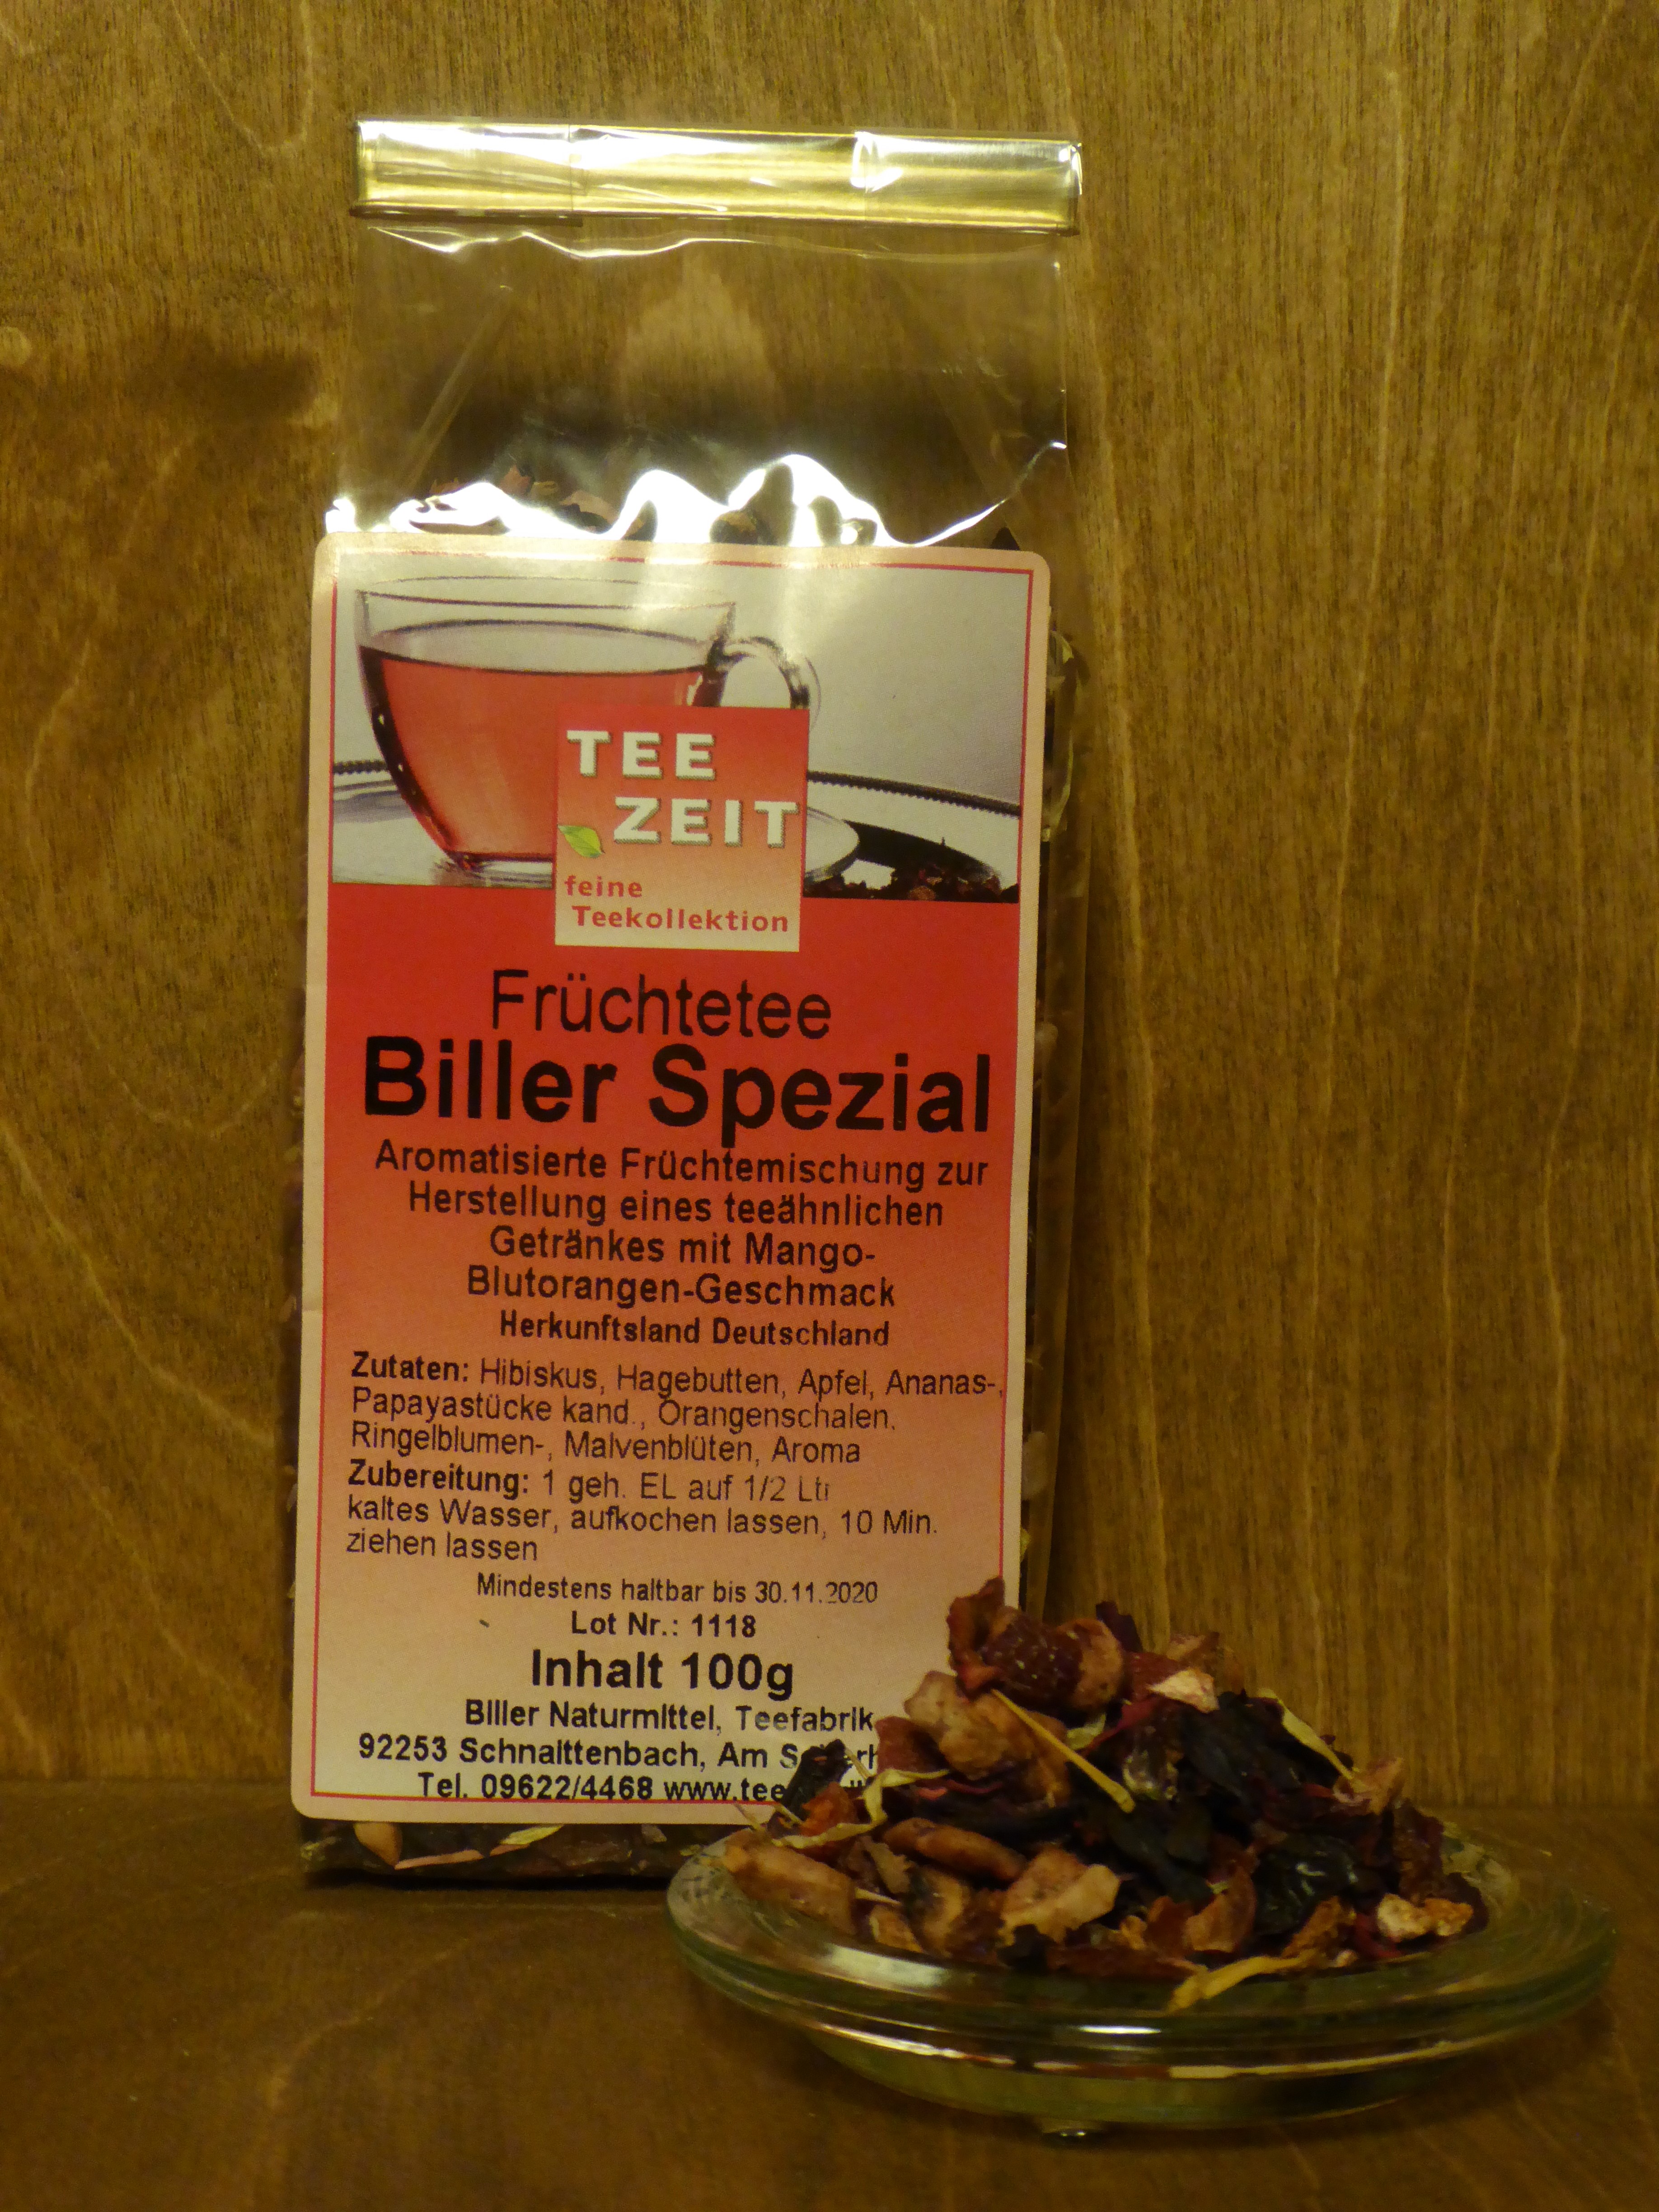 TEE
ZEIT
feine
Teekollektion
Früchtetee
Biller Spezial
Aromatisierte Früchtemischung zur
Herstellung eines teeähnlichen
Getränkes mit Mango-
Blutorangen-Geschmack
Herkunftsland Deutschland
Zutaten: Hibiskus, Hagebutten, Apfel, Ananas-,
Papayastücke kand., Orangenschalen,
Ringelblumen-, Malvenblüten, Aroma
Zubereitung: 1 geh. EL auf 1/2 Ltr
kaltes Wasser, aufkochen lassen, 10 Min.
ziehen lassen
Mindestens haltbar bis 30.11.2020
Lot Nr.: 1118
Inhalt 100g
Biller Naturmittel, Teefabrik
92253 Schnaittenbach, Am
Tel. 09622/4468